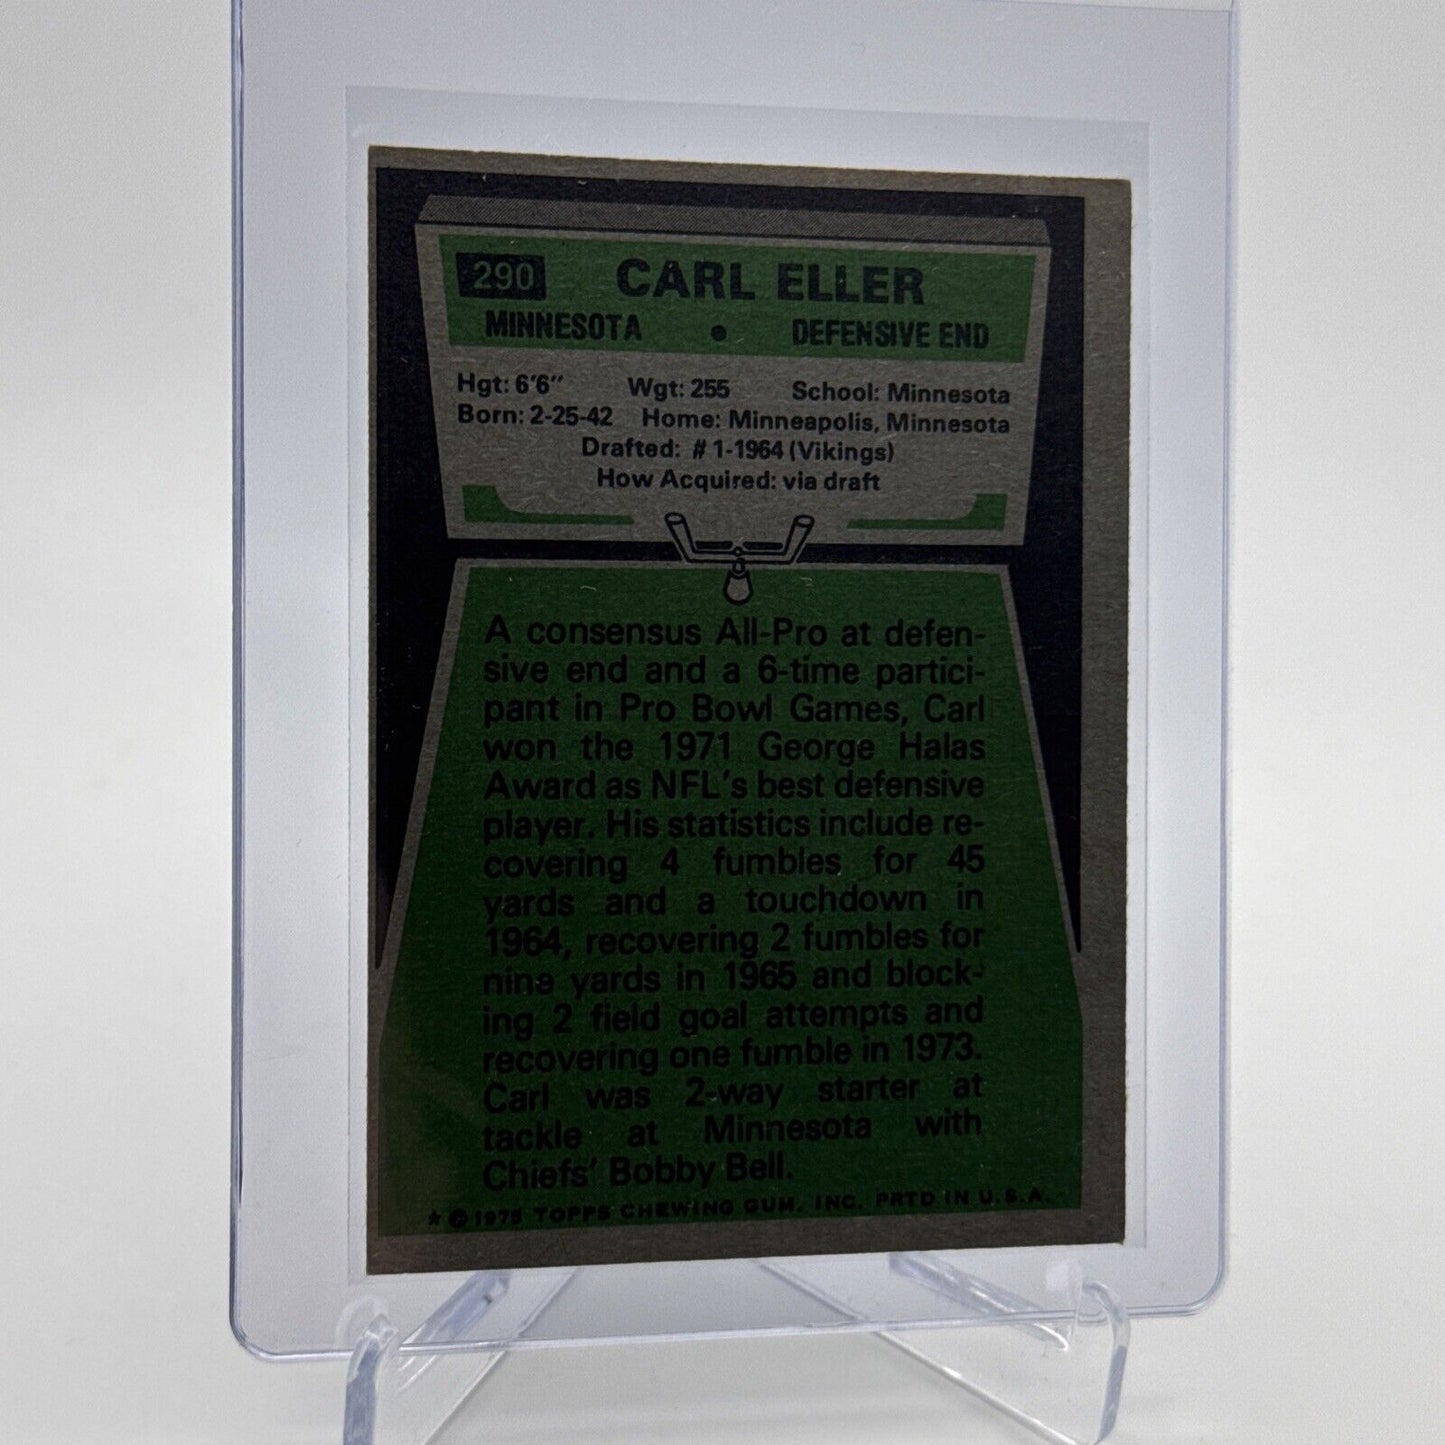 290 CARL ELLER
MINNESOTA • DEFENSIVE END
Hgt: 6'6" Wgt: 255 School: Minnesota
Born: 2-25-42 Home: Minneapolis, Minnesota
Drafted: #1-1964 (Vikings)
How Acquired: via draft
A consensus All-Pro at defen-
sive end and a 6-time partici-
pant in Pro Bowl Games, Carl
won the 1971 George Halas
Award as NFL's best defensive
player. His statistics include re-
covering 4 fumbles for 45
yards and a touchdown in
1964, recovering 2 fumbles for
nine yards in 1965 and block-
ing 2 field goal attempts and
recovering one fumble in 1973.
Carl was 2-way starter at
tackle at Minnesota with
Chiefs' Bobby Bell.
* © 1975 TOPPS CHEWING GUM, INC. PRTD IN U.S.A.